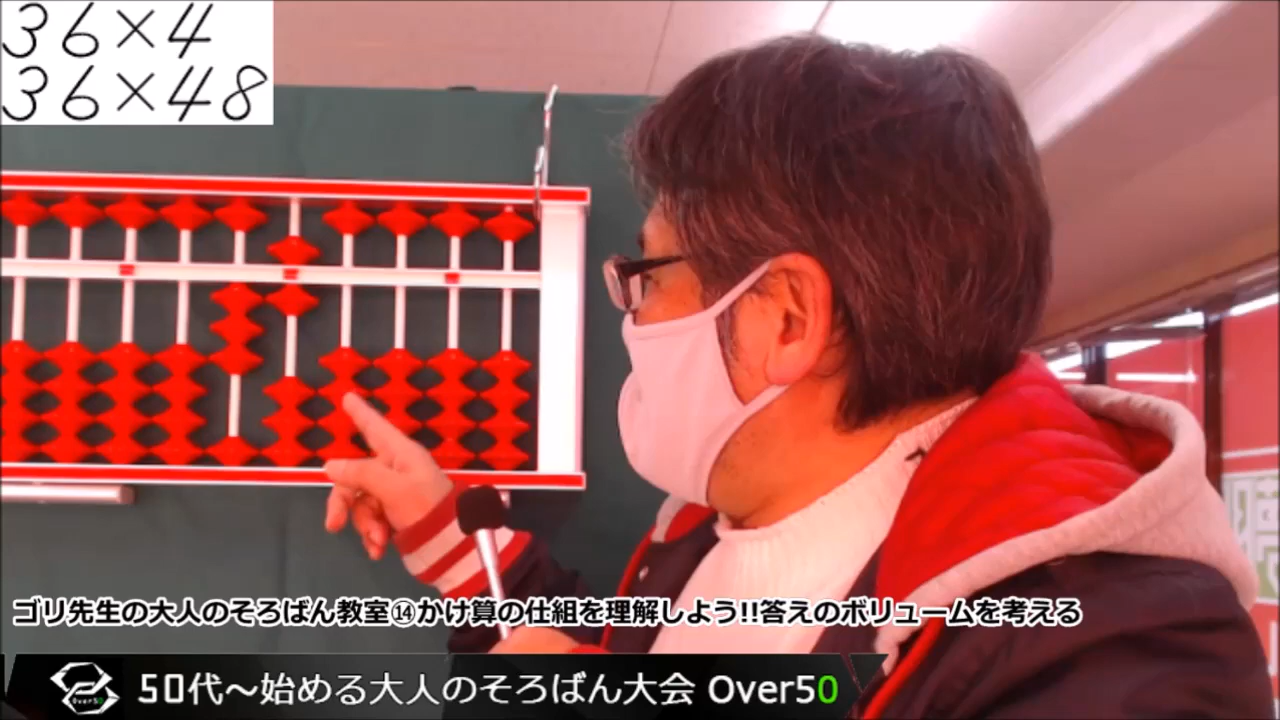 36×4
36×48
ゴリ先生の大人のそろばん教室⑭かけ算の仕組を理解しよう!!答えのボリュームを考える
Over50
50代～始める大人のそろばん大会 Over50